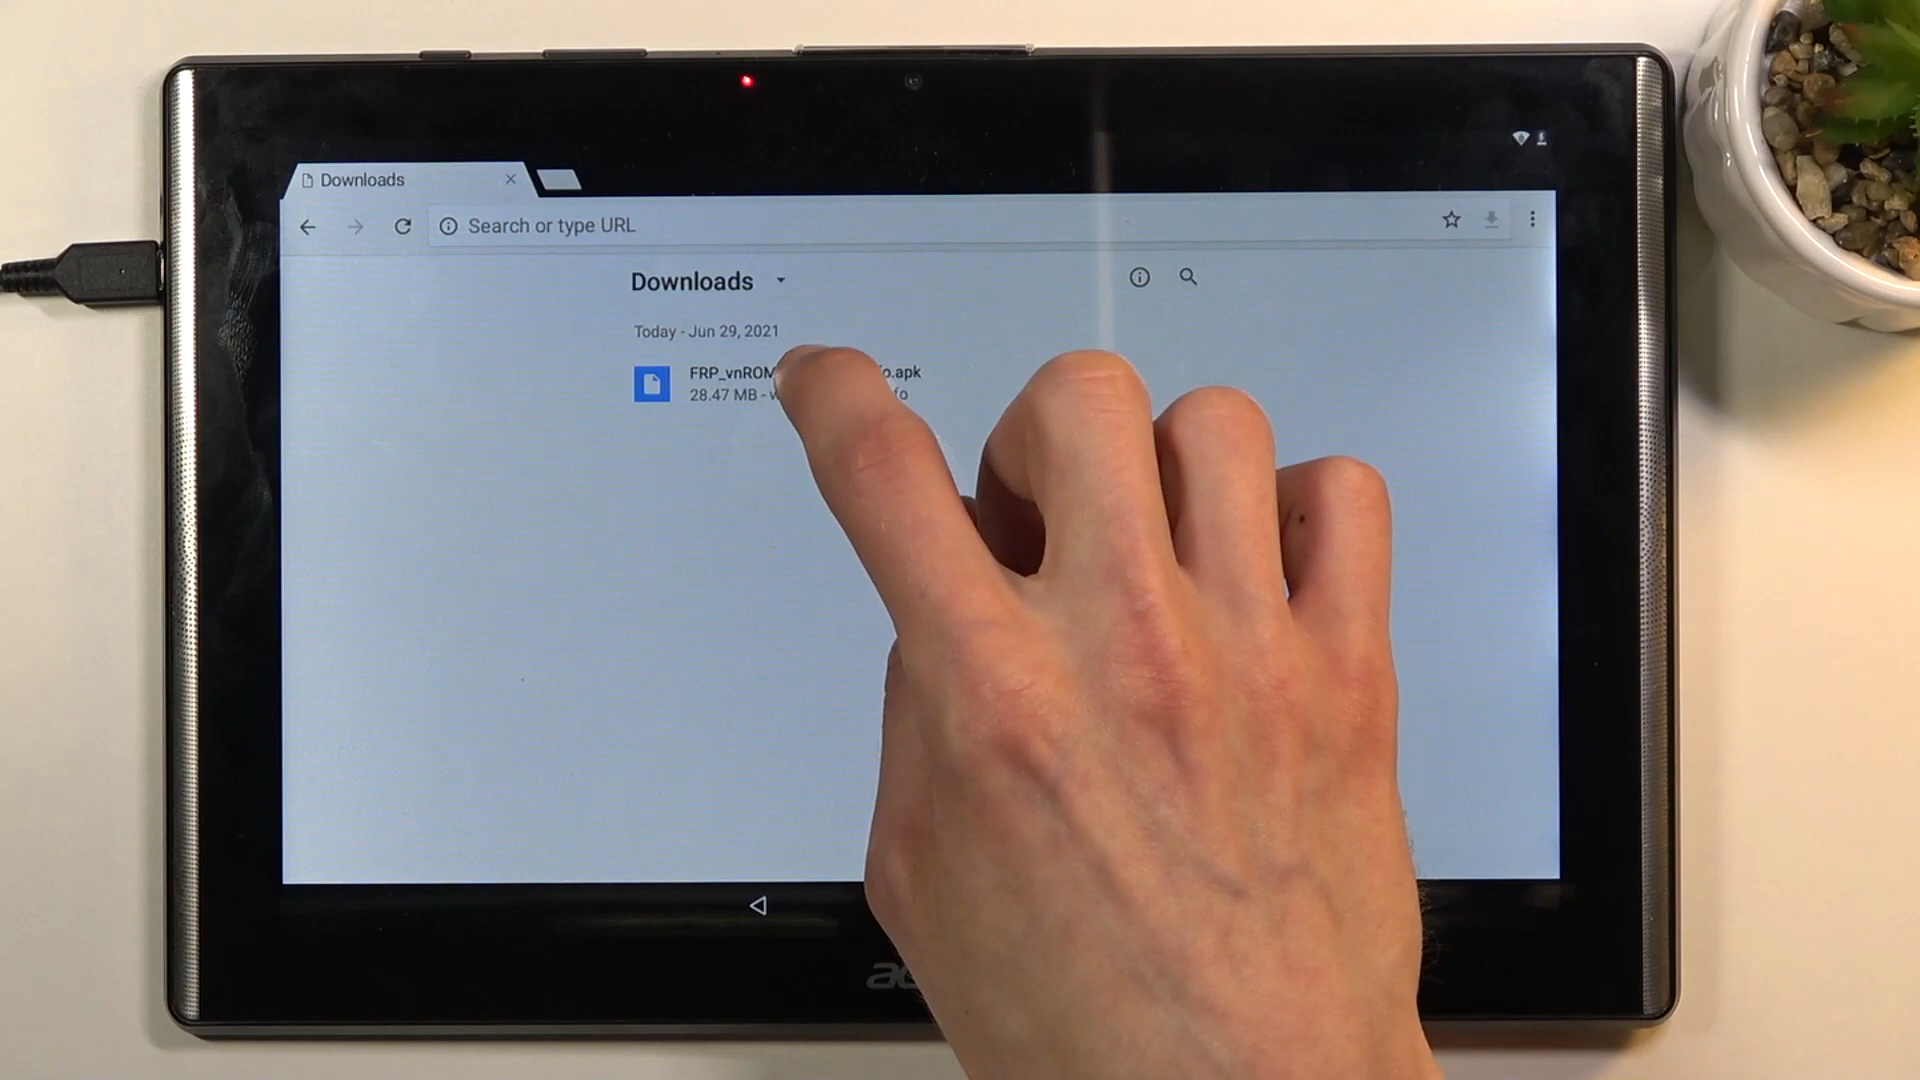 Downloads
Search or type URL
Downloads
Today - Jun 29, 2021
FRP_vnROM .apk
28.47 MB -